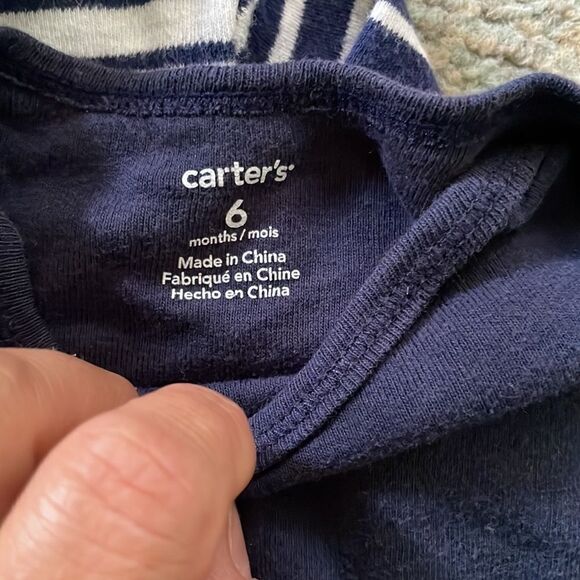 carter's
6
months/mois
Made in China
Fabriqué en Chine
Hecho en China